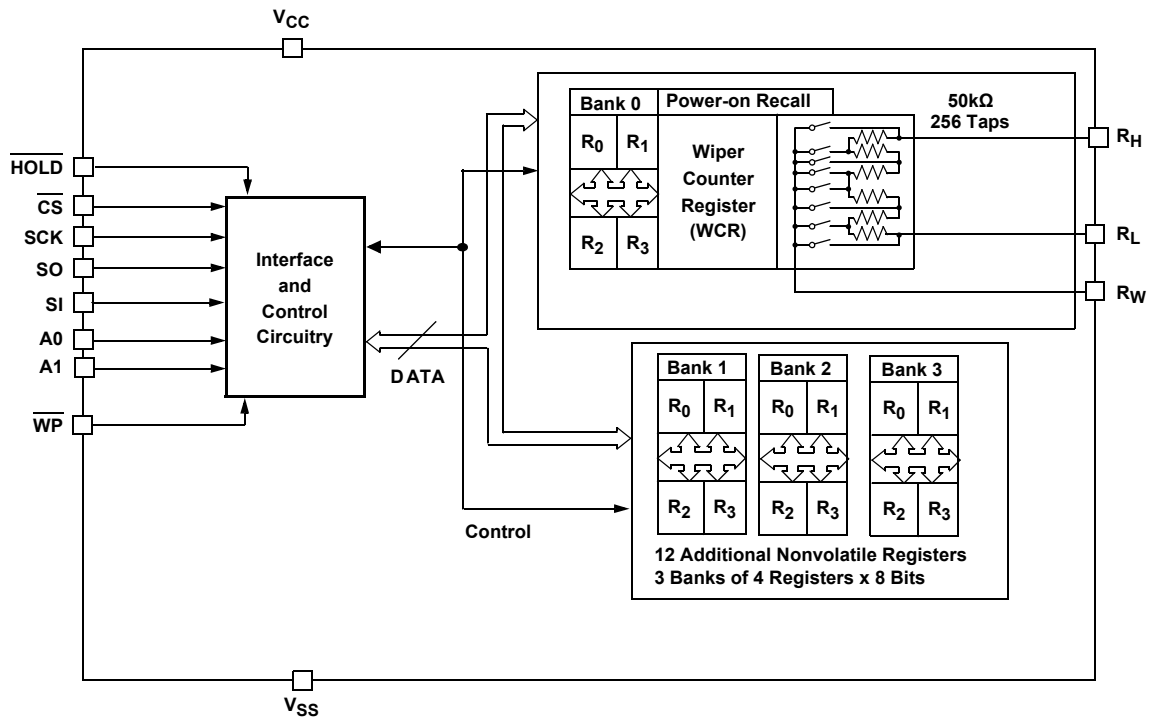 VCC
HOLD
CS
SCK
SO
SI
A0
A1
WP
Interface
and
Control
Circuitry
DATA
Control
Bank 0
Power-on Recall
R0 R1
R2 R3
Wiper
Counter
Register
(WCR)
50kΩ
256 Taps
RH
RL
RW
Bank 1
R0 R1
R2 R3
Bank 2
R0 R1
R2 R3
Bank 3
R0 R1
R2 R3
12 Additional Nonvolatile Registers
3 Banks of 4 Registers x 8 Bits
VSS